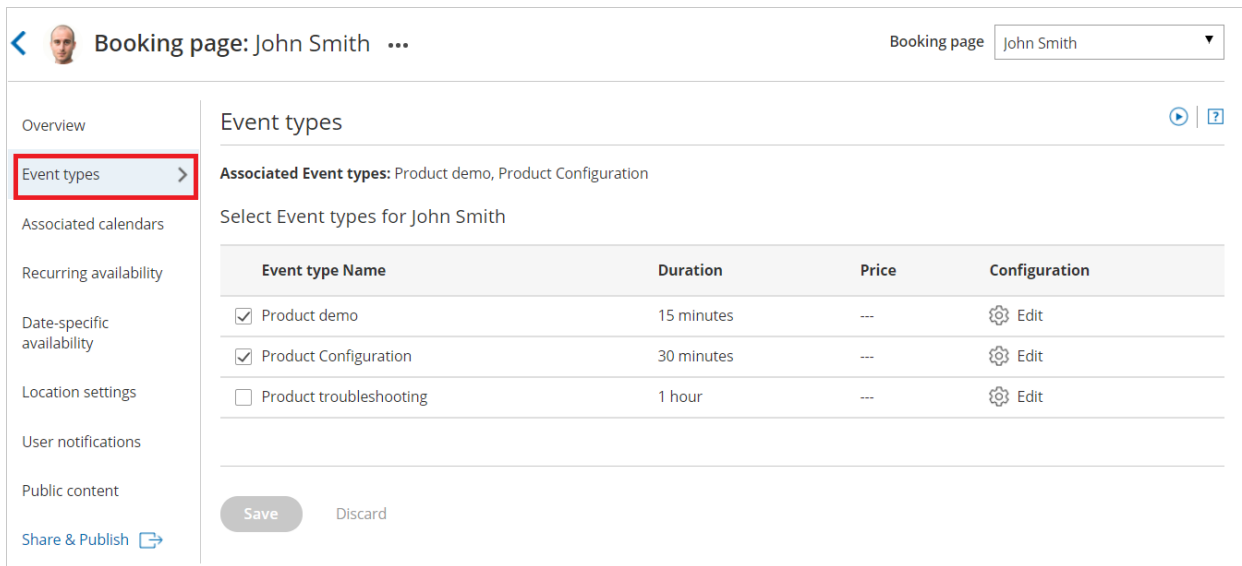 Booking page: John Smith ...
Booking page John Smith
Overview
Event types
Associated calendars
Recurring availability
Date-specific
availability
Location settings
User notifications
Public content
Share & Publish
Event types
Associated Event types: Product demo, Product Configuration
Select Event types for John Smith
Event type Name Duration Price Configuration
Product demo 15 minutes --- Edit
Product Configuration 30 minutes --- Edit
Product troubleshooting 1 hour --- Edit
Save Discard